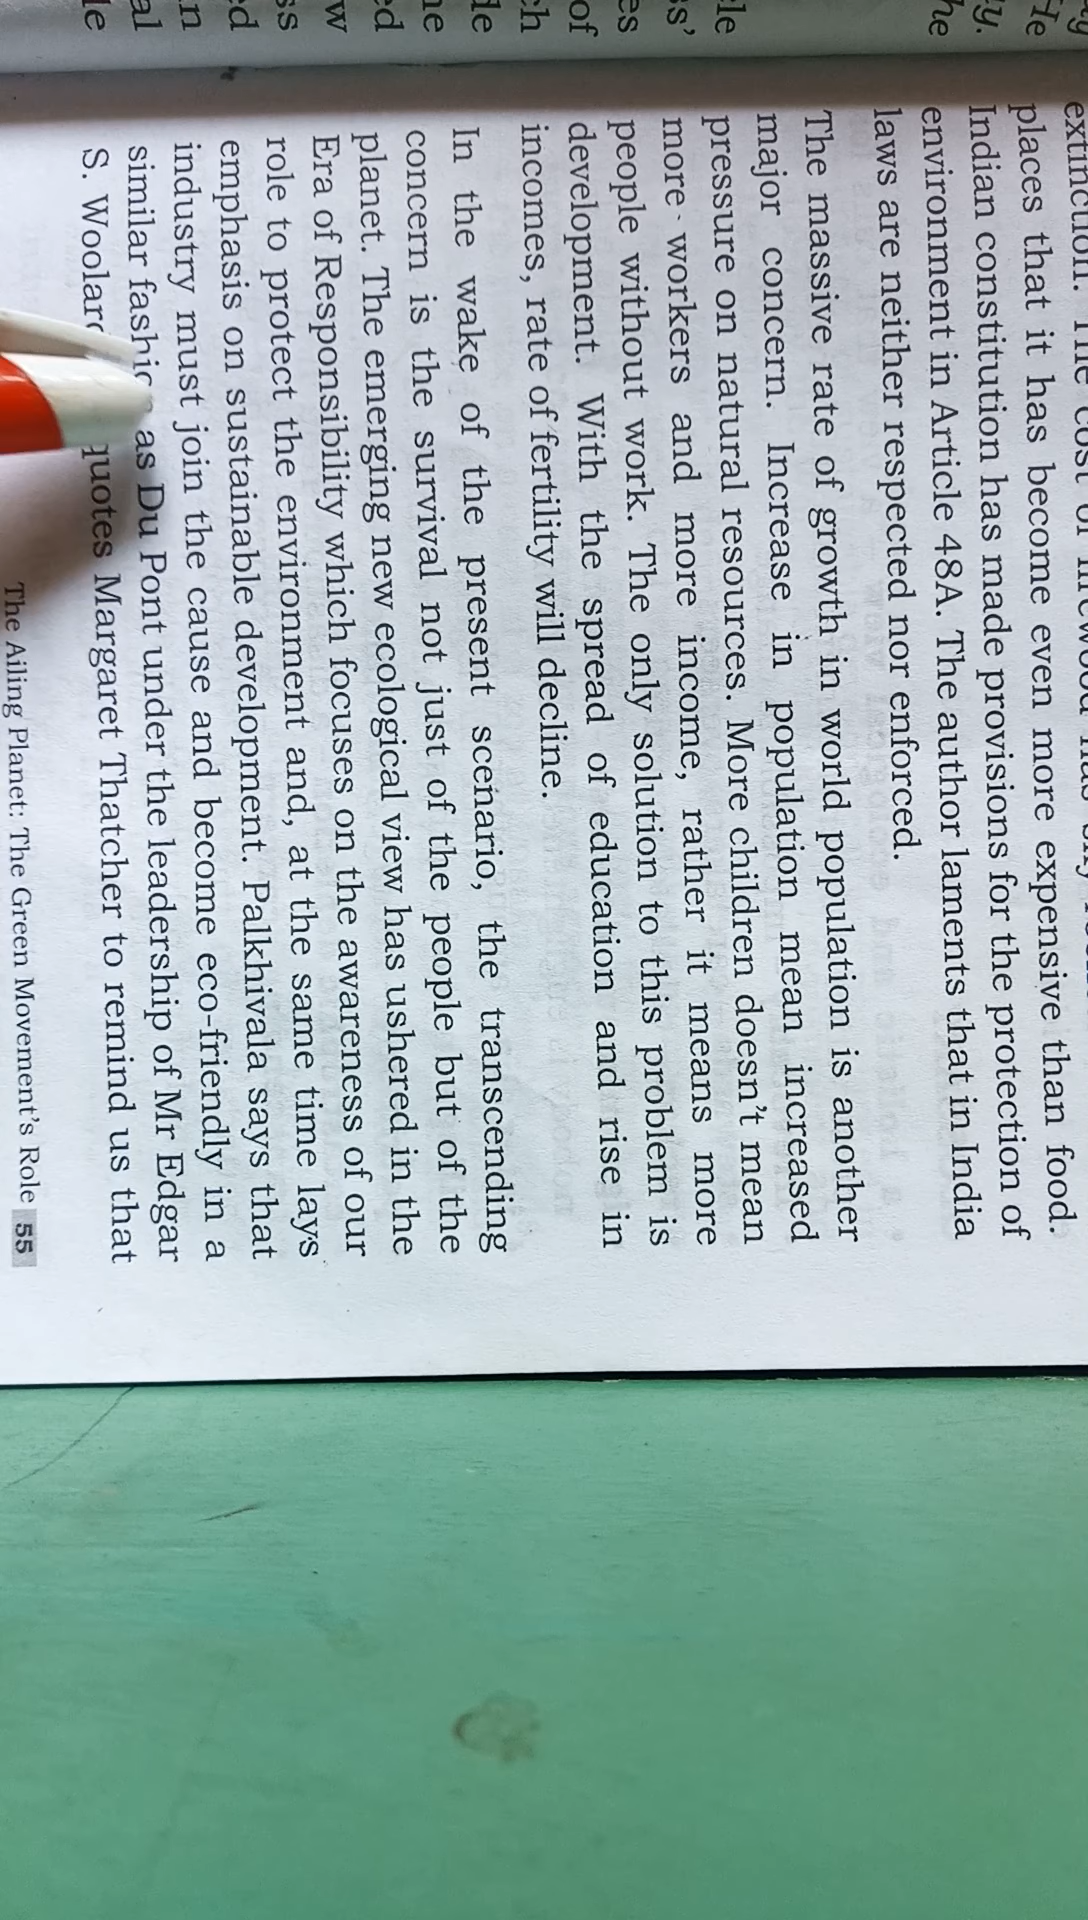 extinction. The cost of firewood has
places that it has become even more expensive than food.
Indian constitution has made provisions for the protection of
environment in Article 48A. The author laments that in India
laws are neither respected nor enforced.
The massive rate of growth in world population is another
major concern. Increase in population mean increased
pressure on natural resources. More children doesn't mean
more workers and more income, rather it means more
people without work. The only solution to this problem is
development. With the spread of education and rise in
incomes, rate of fertility will decline.
In the wake of the present scenario, the transcending
concern is the survival not just of the people but of the
planet. The emerging new ecological view has ushered in the
Era of Responsibility which focuses on the awareness of our
role to protect the environment and, at the same time lays
emphasis on sustainable development. Palkhivala says that
industry must join the cause and become eco-friendly in a
similar as Du Pont under the leadership of Mr Edgar
S. quotes Margaret Thatcher to remind us that
The Ailing Planet: The Green Movement's Role 55